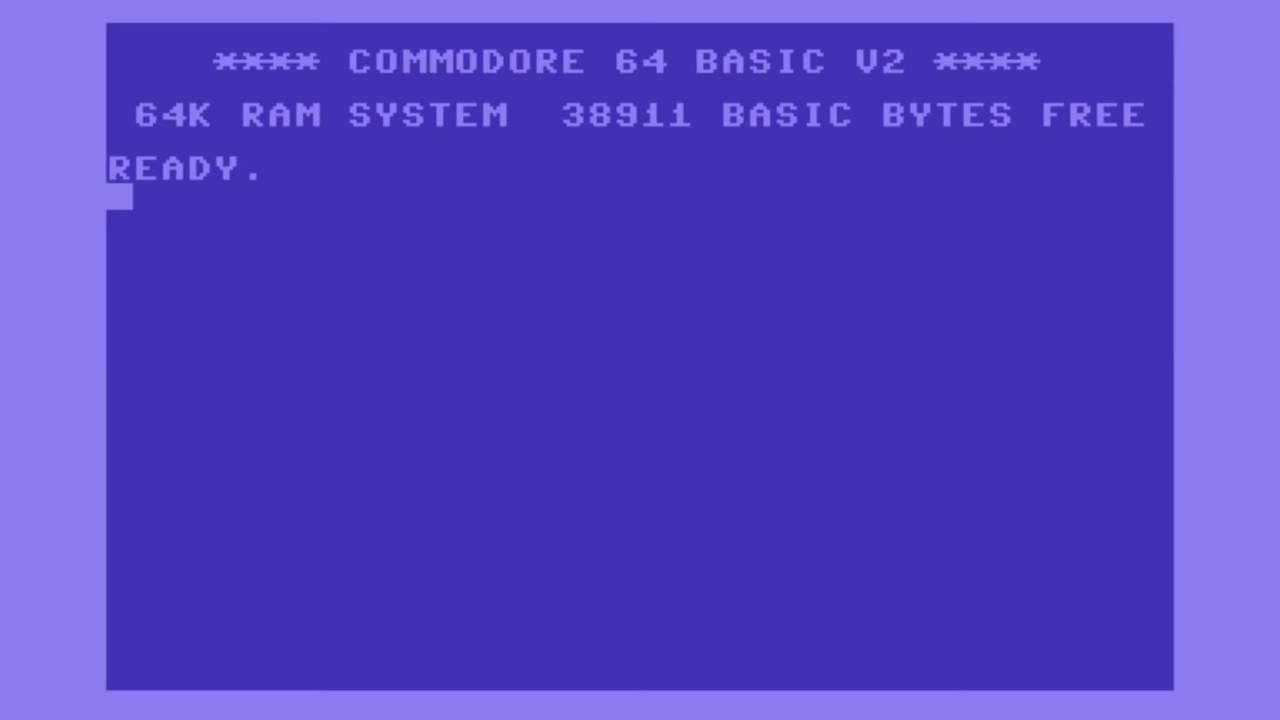 **** COMMODORE 64 BASIC V2 ****
64K RAM SYSTEM  38911 BASIC BYTES FREE
READY.